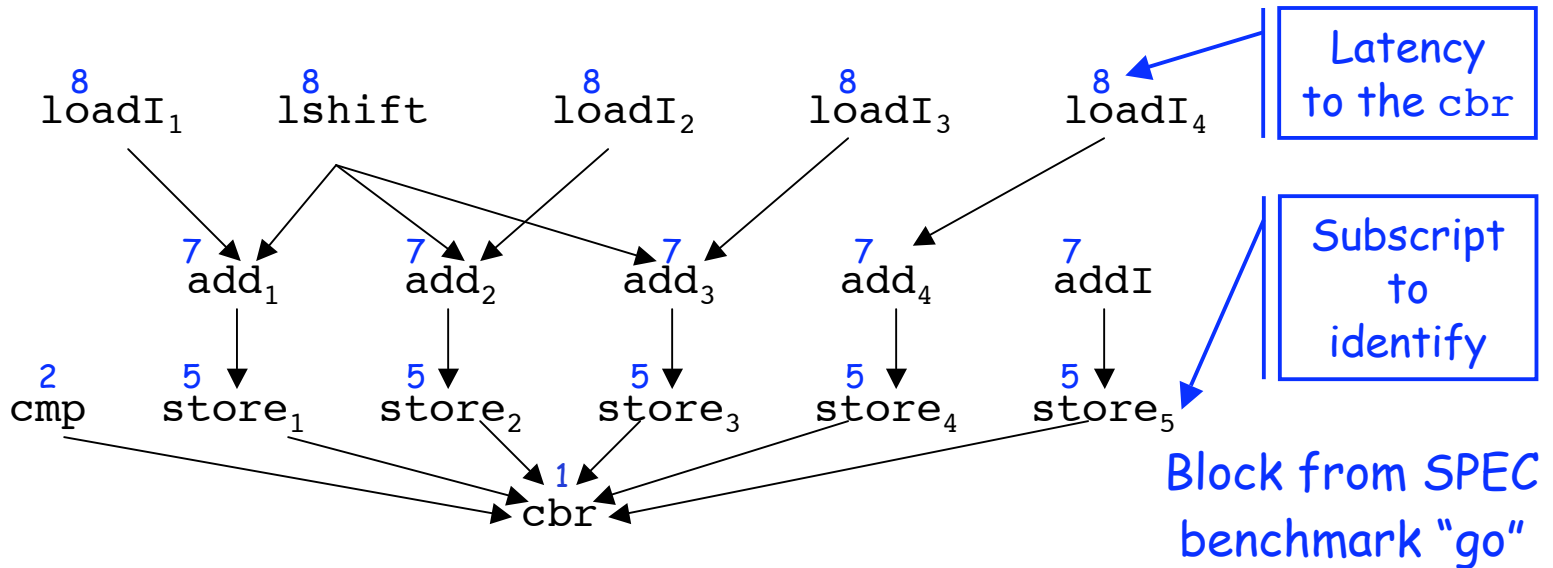 8 8 8 8 8
loadI₁ lshift loadI₂ loadI₃ loadI₄
Latency
to the cbr
7 7 7 7 7
add₁ add₂ add₃ add₄ addI
Subscript
to
identify
2 5 5 5 5 5
cmp store₁ store₂ store₃ store₄ store₅
1
cbr
Block from SPEC
benchmark “go”